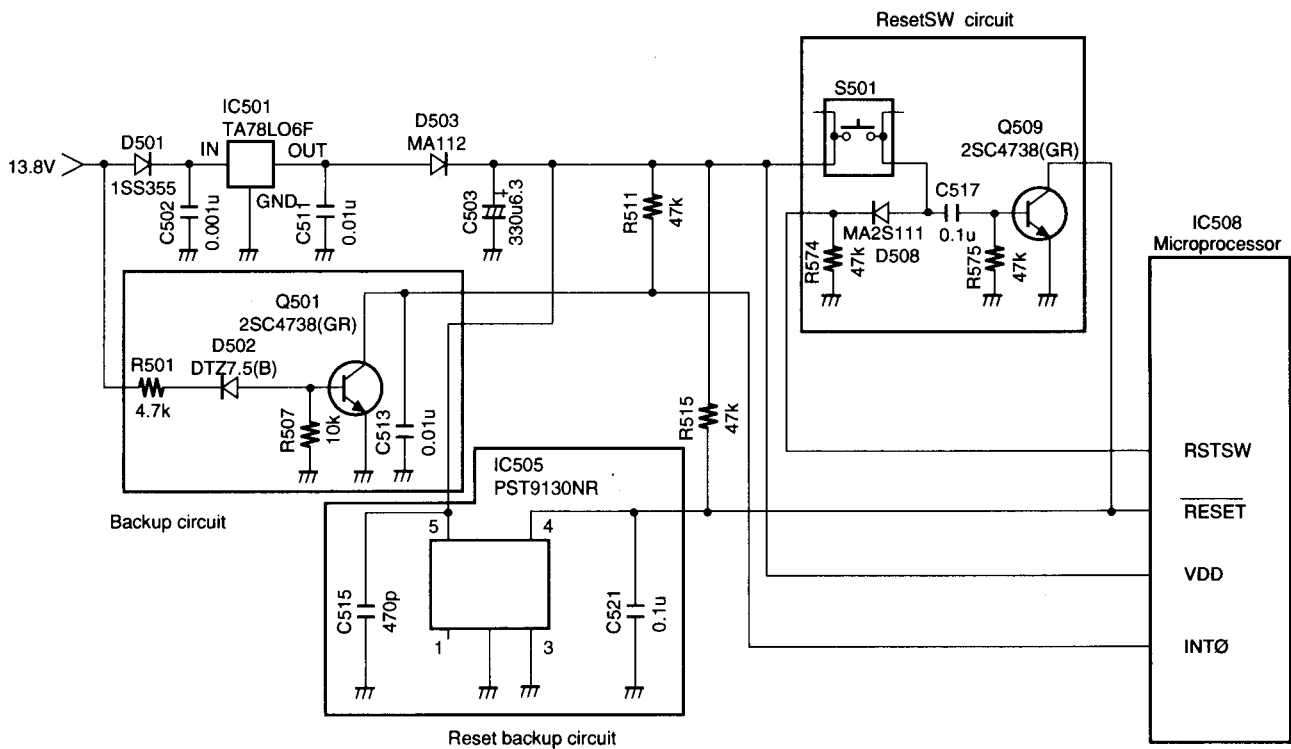 ResetSW circuit
S501
Q509
2SC4738(GR)
IC501
TA78LO6F
D503
MA112
D501
1SS355
IN
OUT
GND
13.8V
C502
0.001u
C511
0.01u
C503
+
330u6.3
R511
47k
C517
0.1u
MA2S111
D508
R574
47k
R575
47k
IC508
Microprocessor
Q501
2SC4738(GR)
D502
DTZ7.5(B)
R501
4.7k
R507
10k
C513
0.01u
R515
47k
RSTSW
IC505
PST9130NR
Backup circuit
5
4
RESET
VDD
C515
470p
C521
0.1u
1
3
INTØ
Reset backup circuit